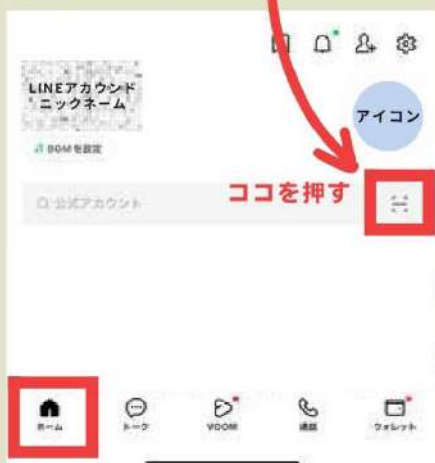 LINEアカウンド
ニックネーム
アイコン
BGMを設定
公式アカウント
ココを押す
ホーム
トーク
VOOM
通話
ウォレット